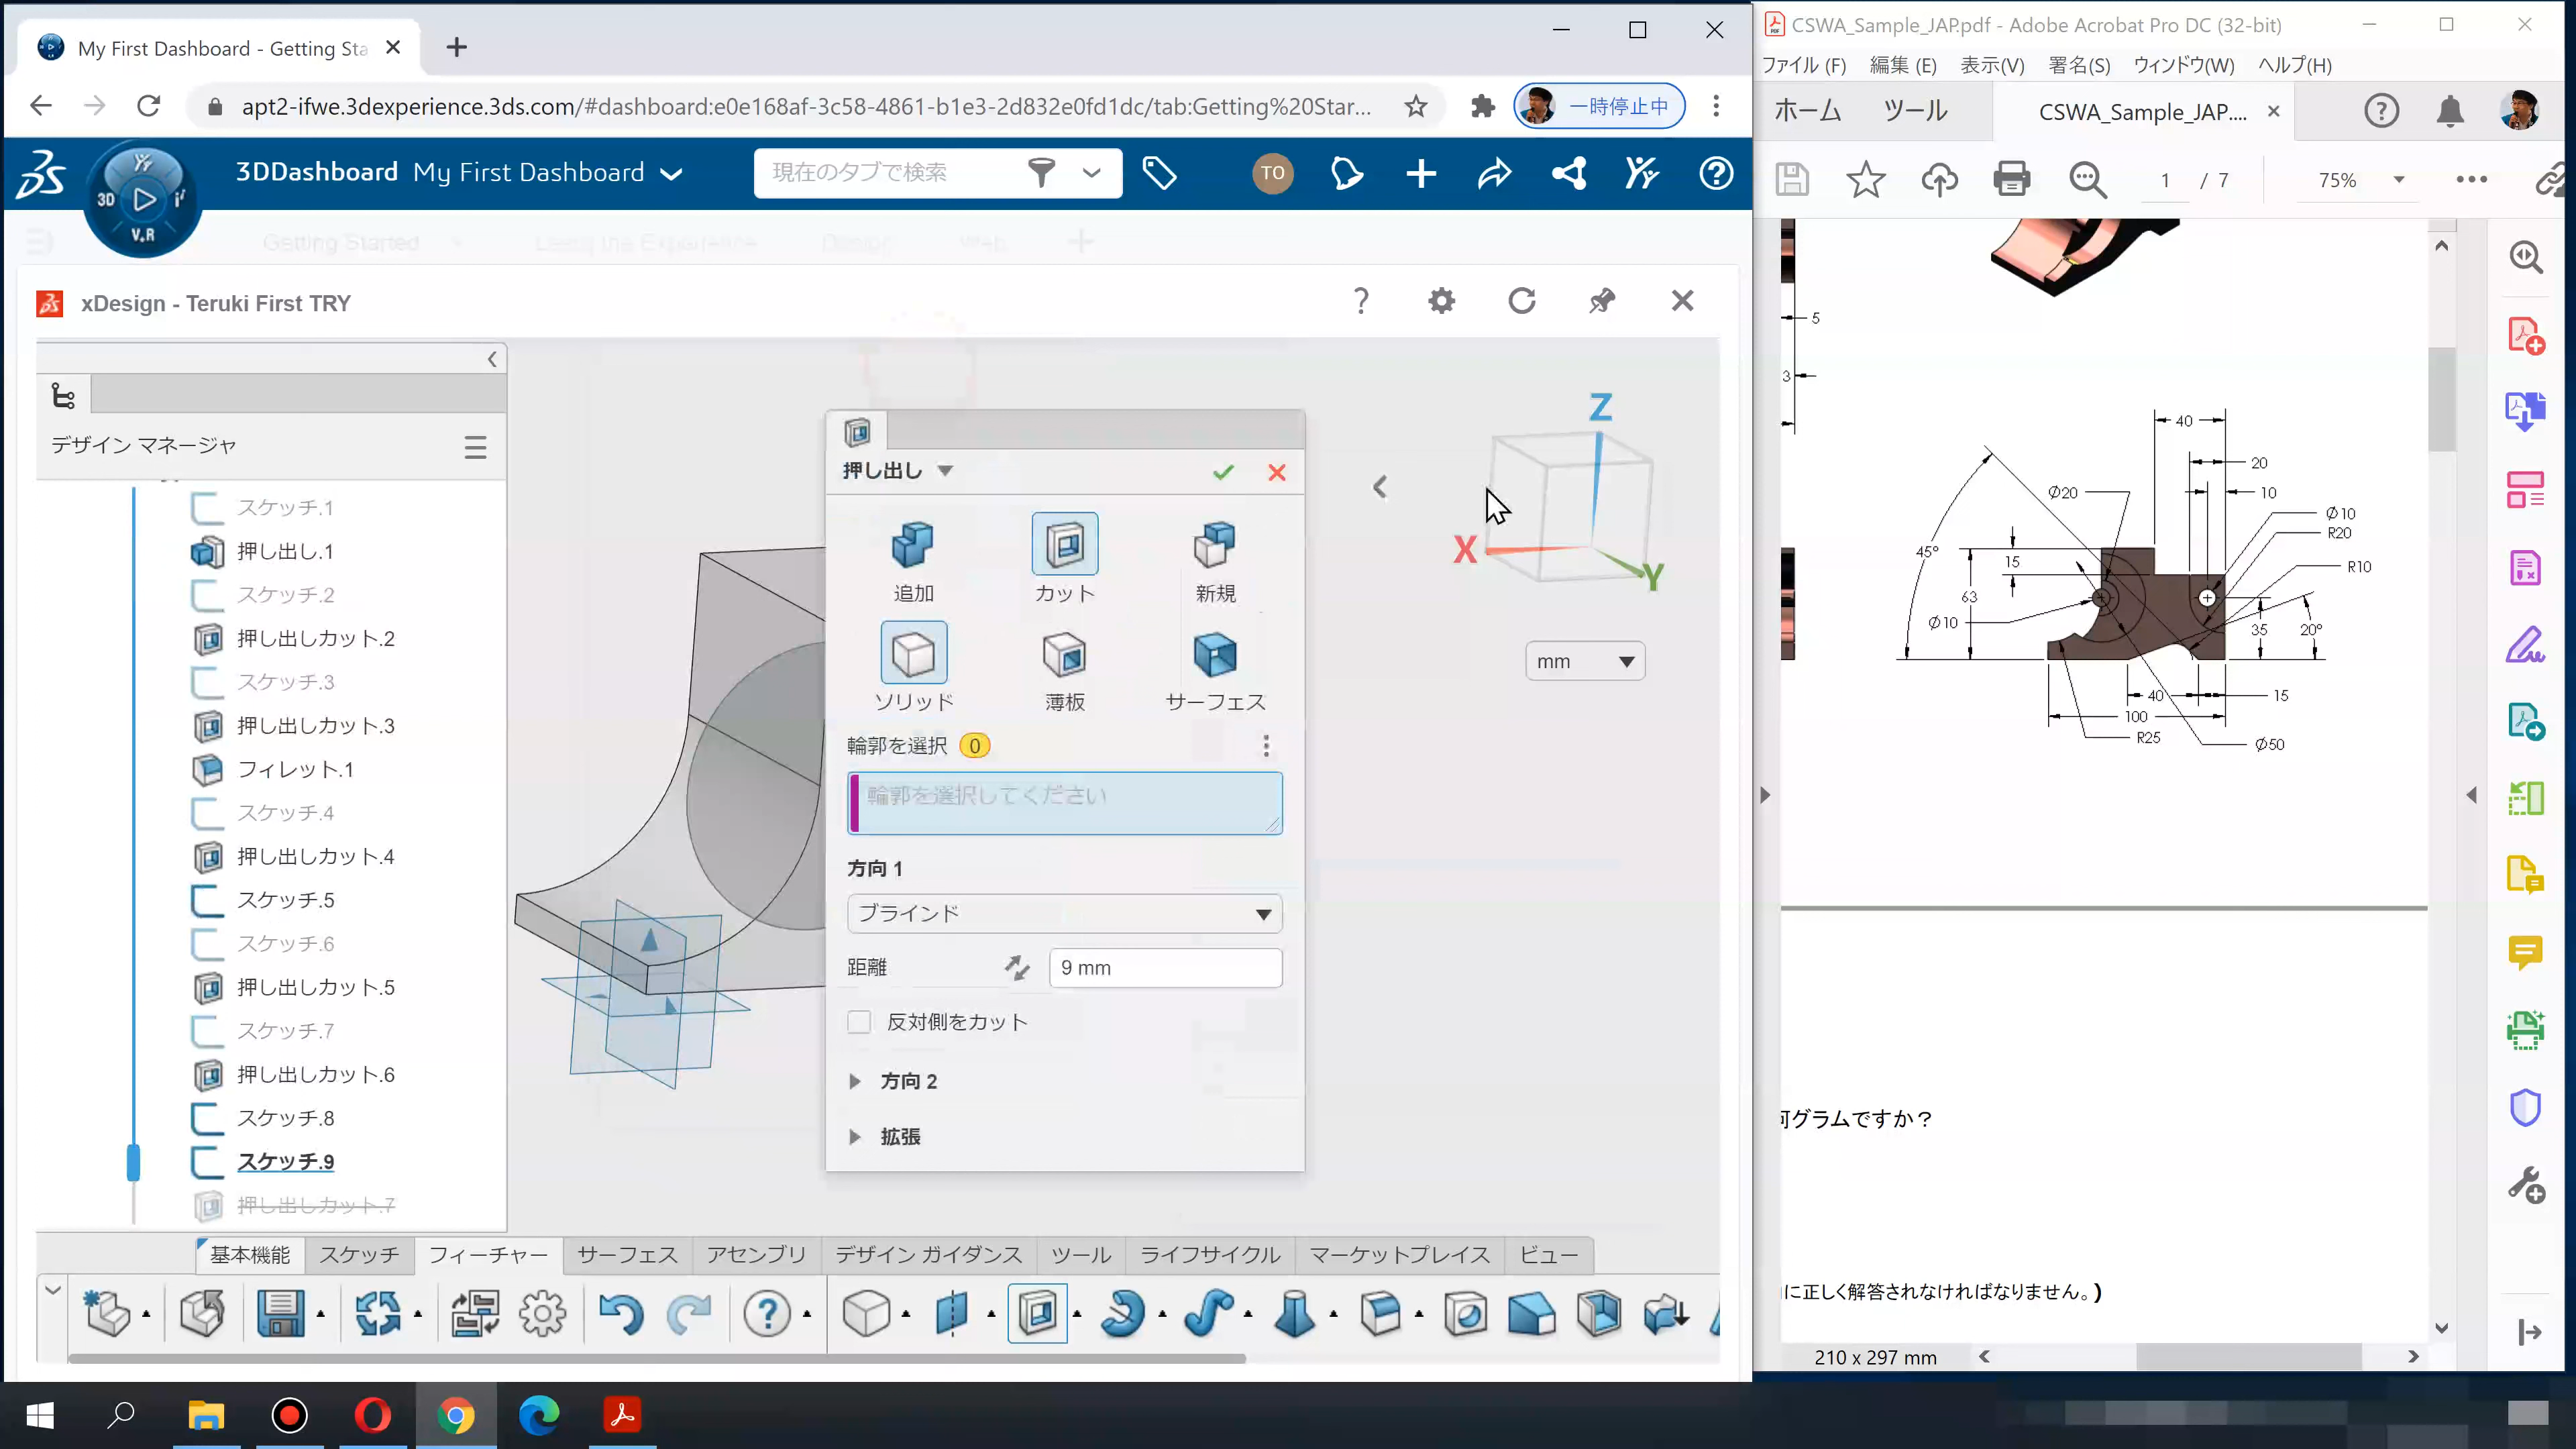 My First Dashboard - Getting Sta
apt2-ifwe.3dexperience.3ds.com/#dashboard:e0e168af-3c58-4861-b1e3-2d832e0fd1dc/tab:Getting%20Star...
一時停止中
3D
V.R
3DDashboard My First Dashboard
現在のタブで検索
TO
Getting Started
Using the Experience
Design
Web
xDesign - Teruki First TRY
デザイン マネージャ
スケッチ.1
押し出し.1
スケッチ.2
押し出しカット.2
スケッチ.3
押し出しカット.3
フィレット.1
スケッチ.4
押し出しカット.4
スケッチ.5
スケッチ.6
押し出しカット.5
スケッチ.7
押し出しカット.6
スケッチ.8
スケッチ.9
押し出しカット.7
押し出し
追加
カット
新規
ソリッド
薄板
サーフェス
輪郭を選択 0
輪郭を選択してください
方向 1
ブラインド
距離
9 mm
反対側をカット
方向 2
拡張
Z
X
Y
mm
基本機能
スケッチ
フィーチャー
サーフェス
アセンブリ
デザイン ガイダンス
ツール
ライフサイクル
マーケットプレイス
ビュー
CSWA_Sample_JAP.pdf - Adobe Acrobat Pro DC (32-bit)
ファイル (F) 編集 (E) 表示(V) 署名(S) ウィンドウ(W) ヘルプ(H)
ホーム
ツール
CSWA_Sample_JAP....
1 / 7
75%
5
3
40
20
Ø20
10
Ø10
R20
45°
15
R10
63
Ø10
35
20°
40
15
100
R25
Ø50
何グラムですか？
に正しく解答されなければなりません。)
210 x 297 mm